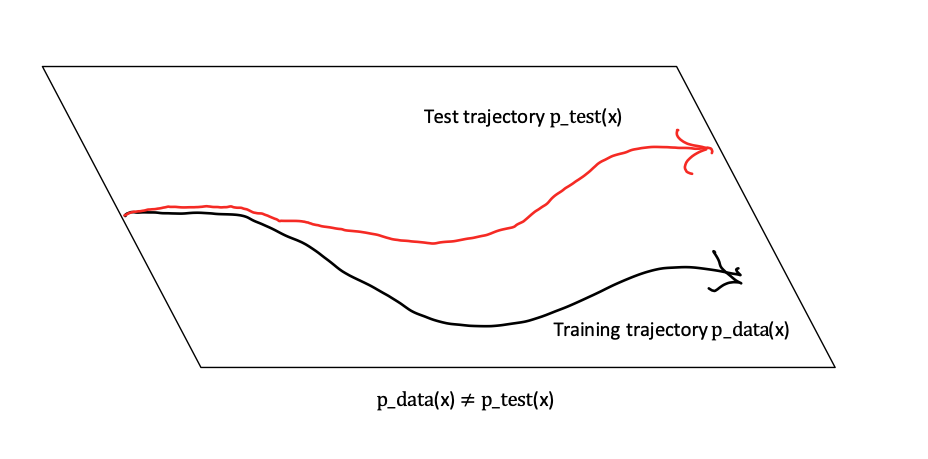 Test trajectory p_test(x)
Training trajectory p_data(x)
p_data(x) ≠ p_test(x)